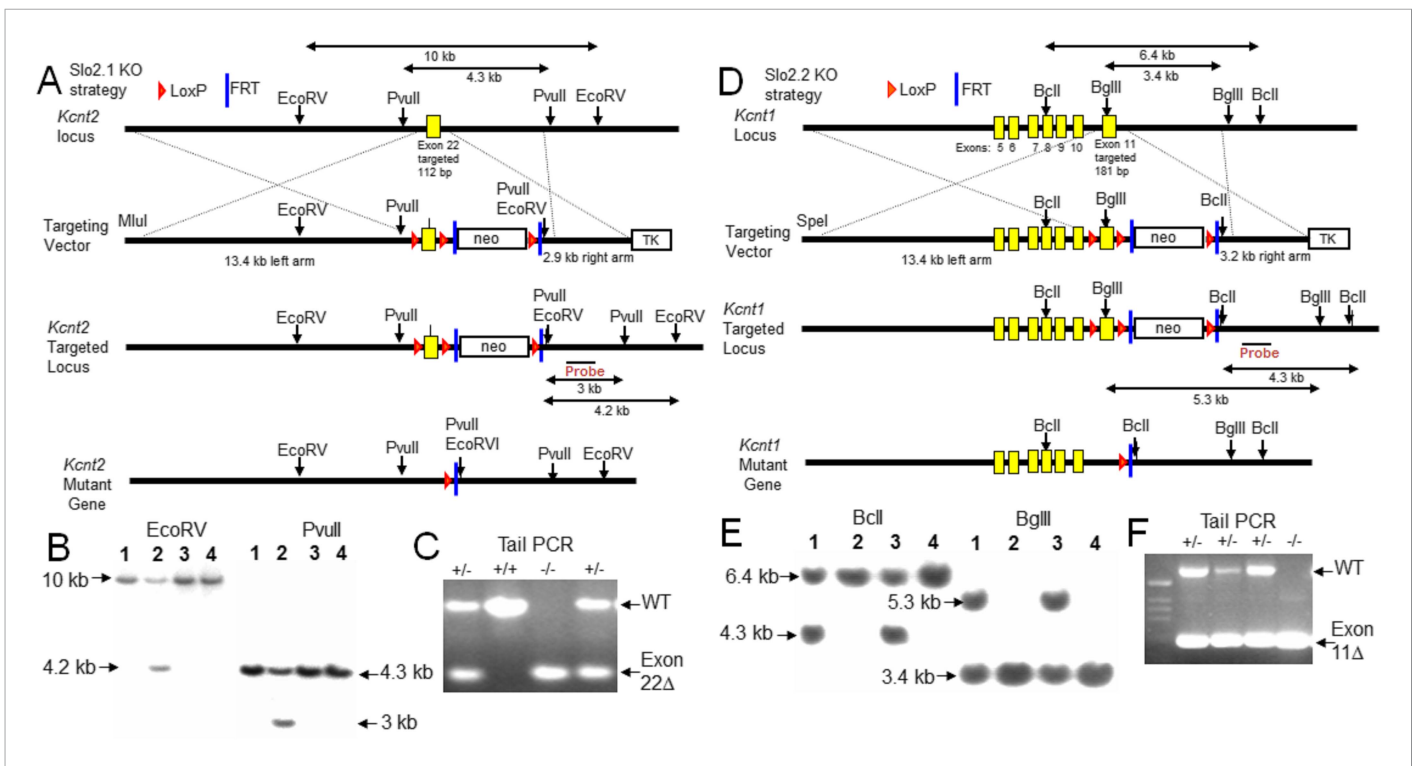 10 kb
4.3 kb
A
Slo2.1 KO
strategy
LoxP
FRT
Kcnt2
locus
EcoRV
PvuII
PvuII
EcoRV
Exon 22
targeted
112 bp
Targeting
Vector
MluI
EcoRV
PvuII
PvuII
EcoRV
neo
TK
13.4 kb left arm
2.9 kb right arm
Kcnt2
Targeted
Locus
EcoRV
PvuII
PvuII
EcoRV
PvuII
EcoRV
neo
Probe
3 kb
4.2 kb
Kcnt2
Mutant
Gene
EcoRV
PvuII
PvuII
EcoRVI
PvuII
EcoRV
B
EcoRV
PvuII
1 2 3 4
1 2 3 4
10 kb
4.2 kb
4.3 kb
3 kb
C
Tail PCR
+/- +/+ -/- +/-
WT
Exon
22Δ
6.4 kb
3.4 kb
D
Slo2.2 KO
strategy
LoxP
FRT
Kcnt1
Locus
BclI
BglII
BglII
BclI
Exons: 5 6 7 8 9 10
Exon 11
targeted
181 bp
Targeting
Vector
SpeI
BclI
BglII
BclI
neo
TK
13.4 kb left arm
3.2 kb right arm
Kcnt1
Targeted
Locus
BclI
BglII
BclI
BglII
BclI
neo
Probe
4.3 kb
5.3 kb
Kcnt1
Mutant
Gene
BclI
BclI
BglII
BclI
E
BclI
BglII
1 2 3 4
1 2 3 4
6.4 kb
5.3 kb
4.3 kb
3.4 kb
F
Tail PCR
+/- +/- +/- -/-
WT
Exon
11Δ